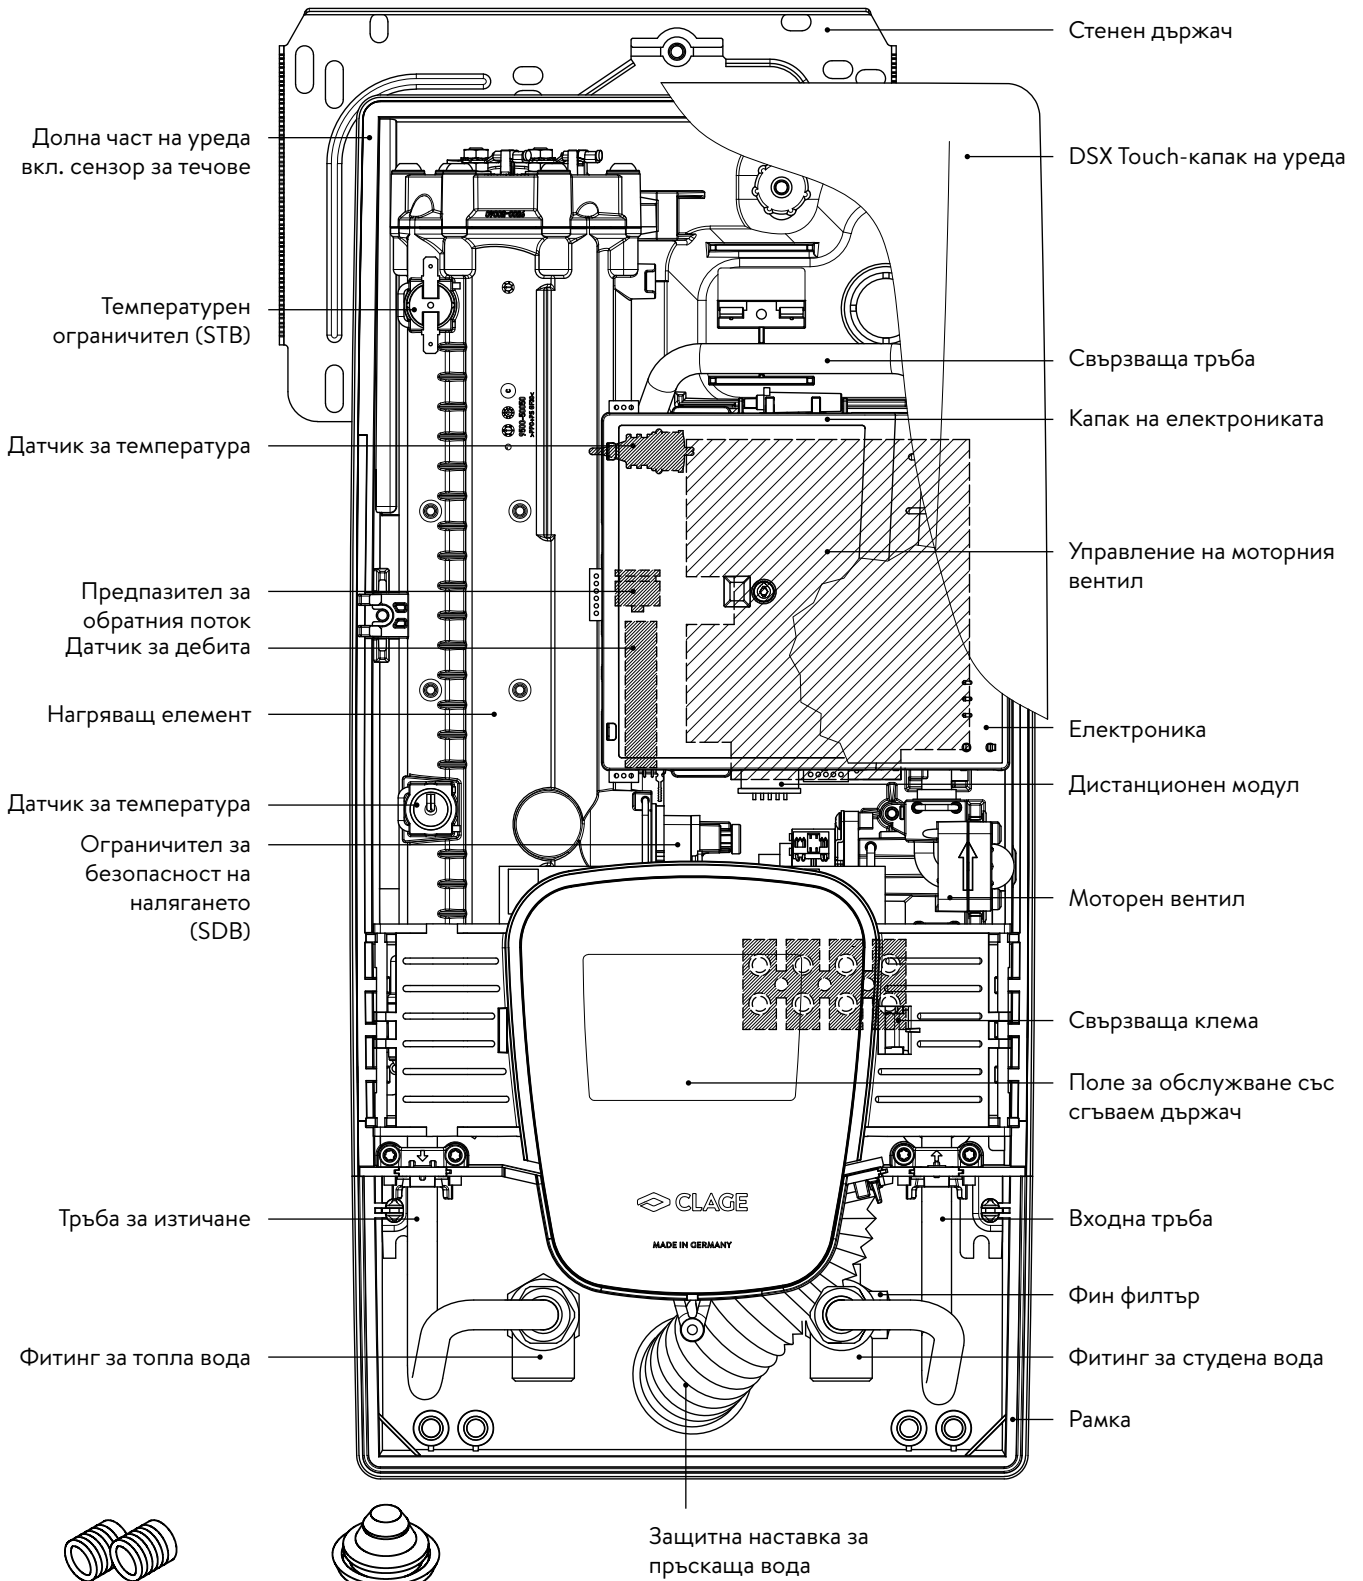 Стенен държач
Долна част на уреда
вкл. сензор за течове
DSX Touch-капак на уреда
Температурен
ограничител (STB)
Свързваща тръба
Капак на електрониката
Датчик за температура
Управление на моторния
вентил
Предпазител за
обратния поток
Датчик за дебита
Нагряващ елемент
Електроника
Дистанционен модул
Датчик за температура
Ограничител за
безопасност на
налягането
(SDB)
Моторен вентил
Свързваща клема
Поле за обслужване със
сгъваем държач
CLAGE
MADE IN GERMANY
Тръба за изтичане
Входна тръба
Фин филтър
Фитинг за топла вода
Фитинг за студена вода
Рамка
Защитна наставка за
пръскаща вода